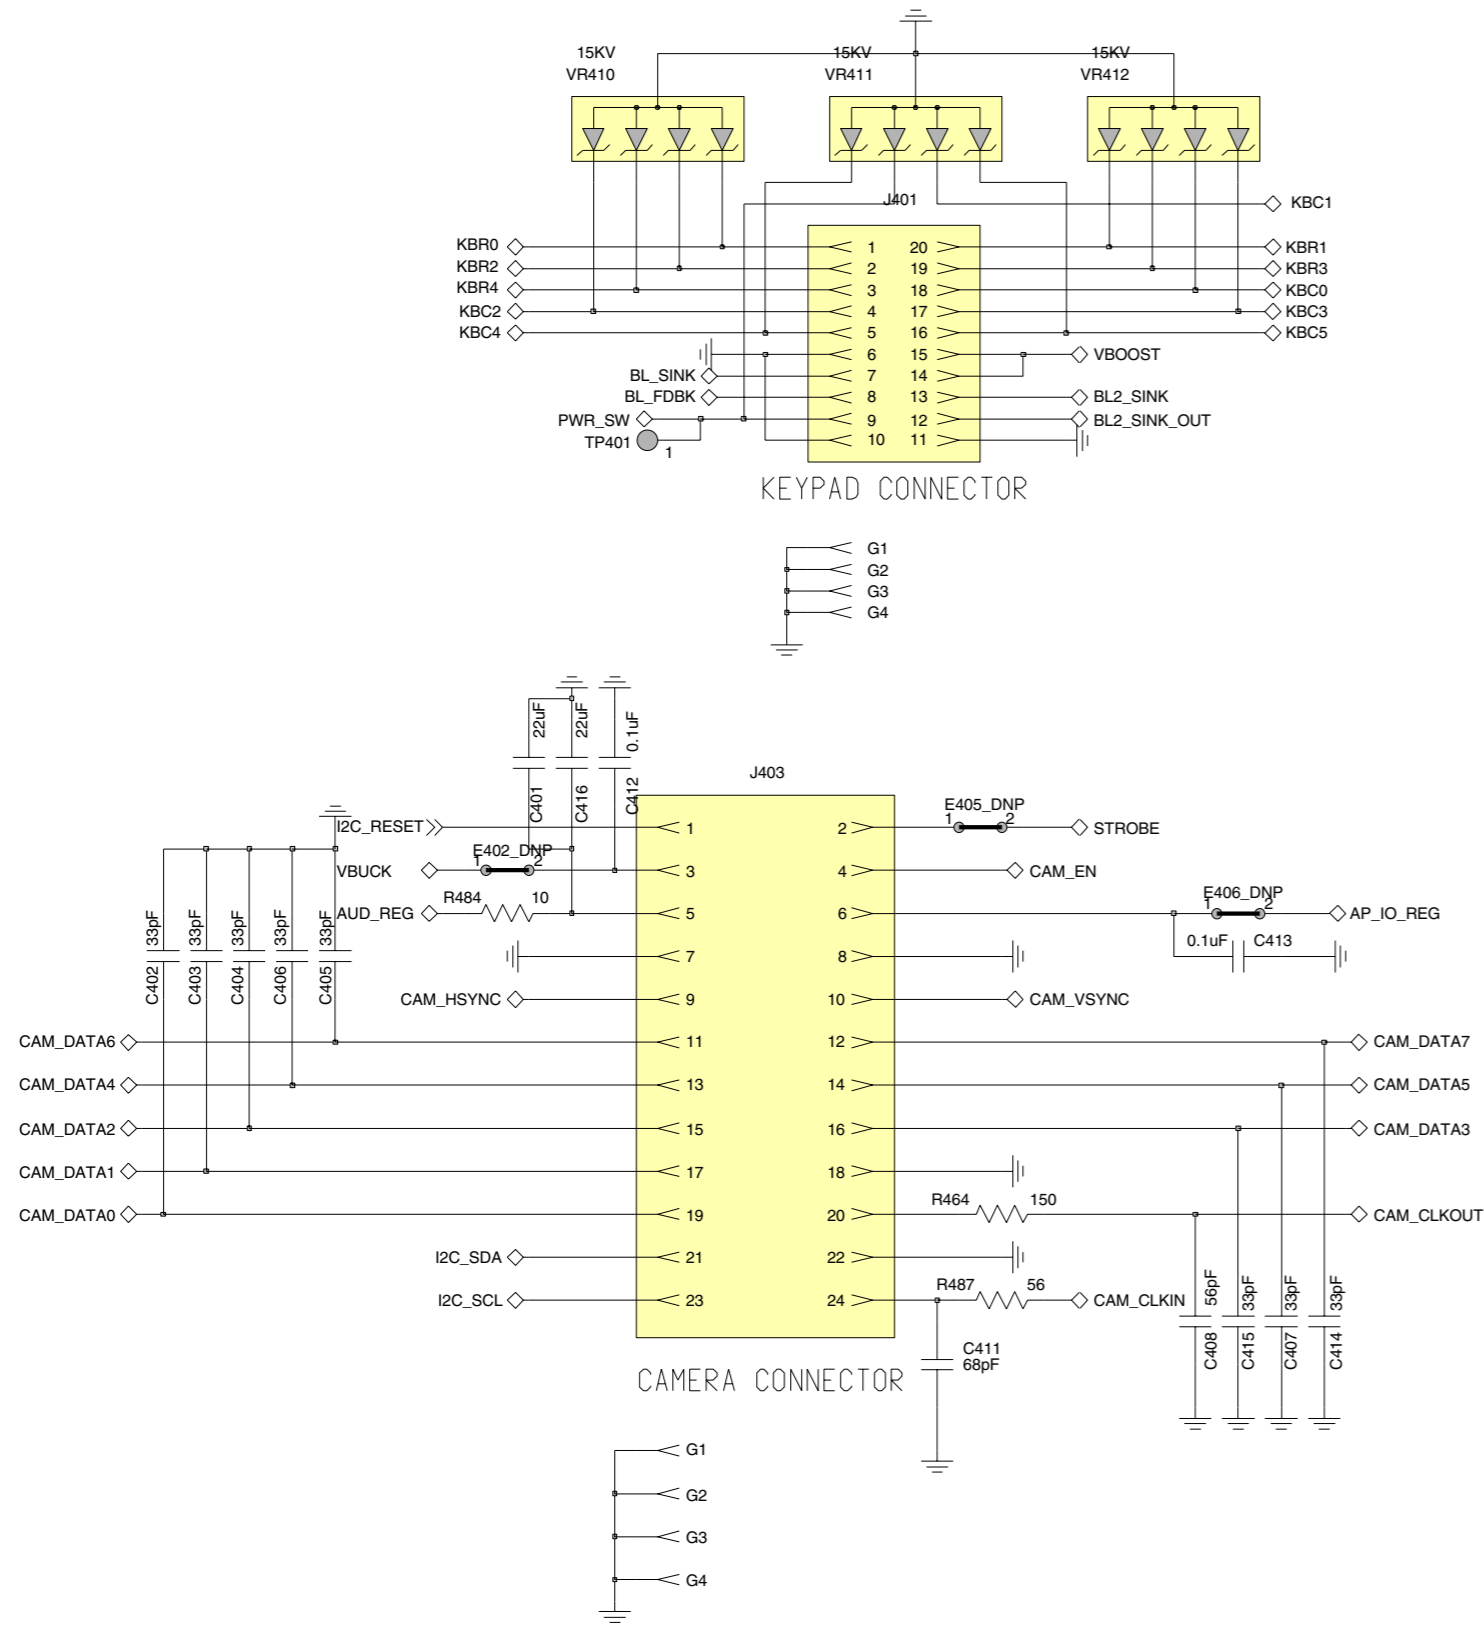 15KV 15KV 15KV
VR410 VR411 VR412
J401
KBC1
KBR0 1 20 KBR1
KBR2 2 19 KBR3
KBR4 3 18 KBC0
KBC2 4 17 KBC3
KBC4 5 16 KBC5
6 15 VBOOST
BL_SINK 7 14
BL_FDBK 8 13 BL2_SINK
PWR_SW 9 12 BL2_SINK_OUT
TP401 1 10 11
KEYPAD CONNECTOR
G1
G2
G3
G4
22uF 22uF 0.1uF
C401 C416 C412
J403
E405_DNP
I2C_RESET 1 2 1 2 STROBE
E402_DNP
VBUCK 1 2 3 4 CAM_EN
R484 10
E406_DNP
AUD_REG 5 6 1 2 AP_IO_REG
33pF 33pF 33pF 33pF 33pF
C402 C403 C404 C406 C405
0.1uF C413
7 8
CAM_HSYNC 9 10 CAM_VSYNC
CAM_DATA6 11 12 CAM_DATA7
CAM_DATA4 13 14 CAM_DATA5
CAM_DATA2 15 16 CAM_DATA3
CAM_DATA1 17 18
R464 150
CAM_DATA0 19 20 CAM_CLKOUT
I2C_SDA 21 22
R487 56
I2C_SCL 23 24 CAM_CLKIN
56pF 33pF 33pF 33pF
C408 C415 C407 C414
C411
68pF
CAMERA CONNECTOR
G1
G2
G3
G4